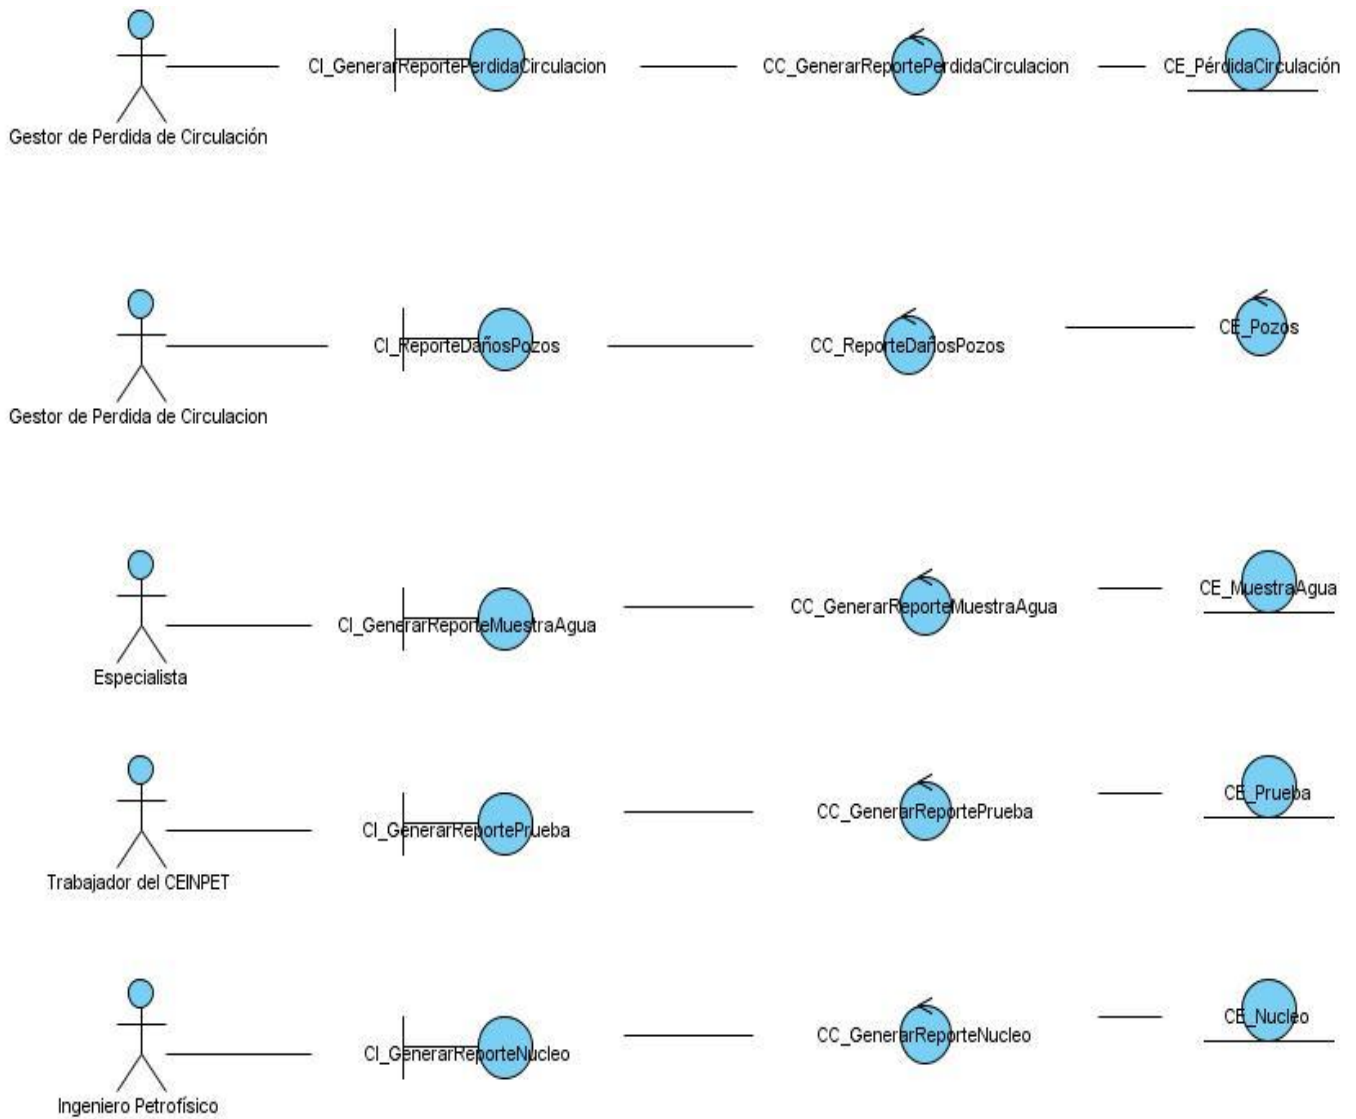 CI_GenerarReportePerdidaCirculacion
CC_GenerarReportePerdidaCirculacion
CE_PérdidaCirculación
Gestor de Perdida de Circulación
CI_ReporteDañosPozos
CC_ReporteDañosPozos
CE_Pozos
Gestor de Perdida de Circulacion
CI_GenerarReporteMuestraAgua
CC_GenerarReporteMuestraAgua
CE_MuestraAgua
Especialista
CI_GenerarReportePrueba
CC_GenerarReportePrueba
CE_Prueba
Trabajador del CEINPET
CI_GenerarReporteNucleo
CC_GenerarReporteNucleo
CE_Nucleo
Ingeniero Petrofísico